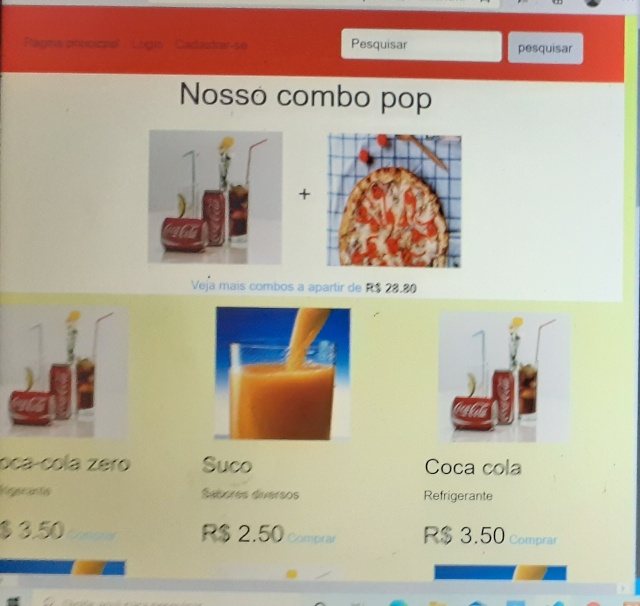 Página principal Login Cadastrar-se Pesquisar pesquisar
Nosso combo pop
+
Veja mais combos a apartir de R$ 28.80
oca-cola zero Suco Coca cola
frigerante Sabores diversos Refrigerante
$ 3.50 Comprar R$ 2.50 Comprar R$ 3.50 Comprar